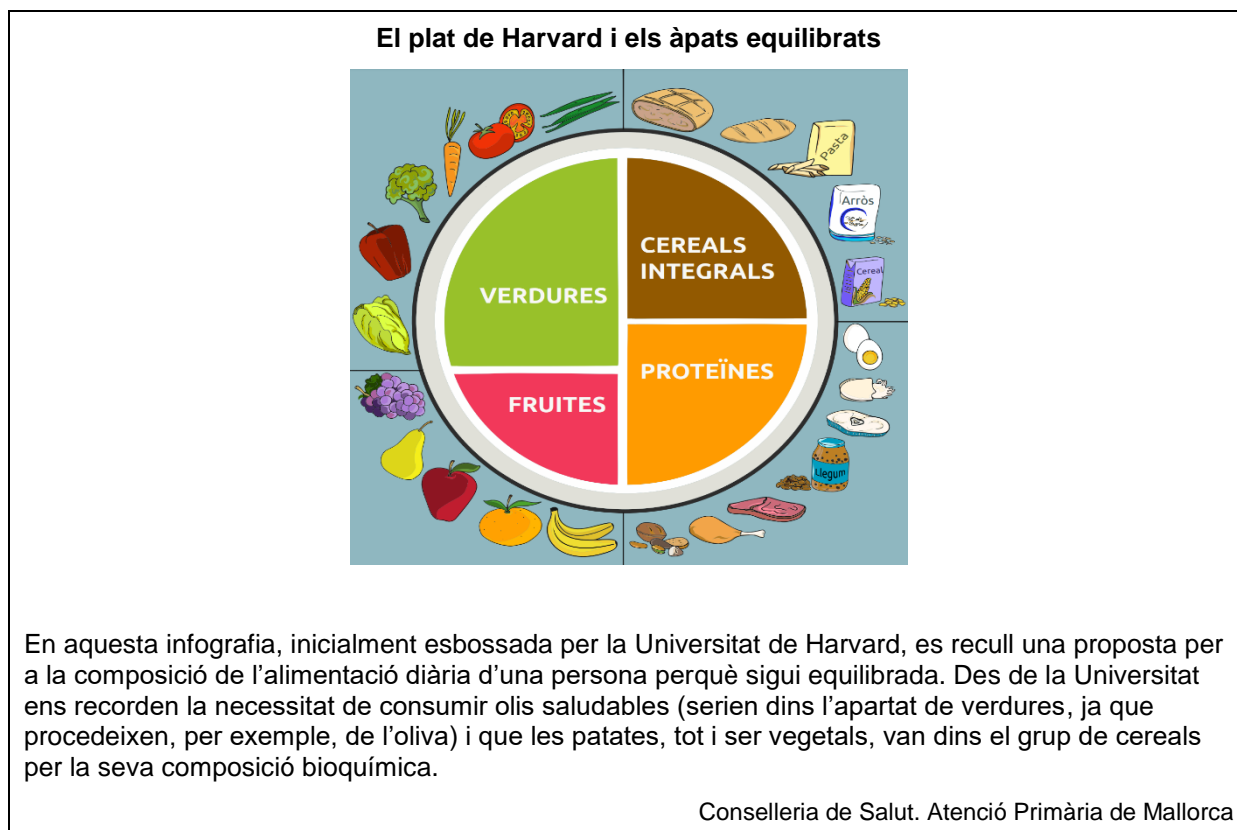 El plat de Harvard i els àpats equilibrats
Pasta
Arròs
Cereal
VERDURES
CEREALS
INTEGRALS
FRUITES
PROTEÏNES
Llegum
En aquesta infografia, inicialment esbossada per la Universitat de Harvard, es recull una proposta per
a la composició de l’alimentació diària d’una persona perquè sigui equilibrada. Des de la Universitat
ens recorden la necessitat de consumir olis saludables (serien dins l’apartat de verdures, ja que
procedeixen, per exemple, de l’oliva) i que les patates, tot i ser vegetals, van dins el grup de cereals
per la seva composició bioquímica.
Conselleria de Salut. Atenció Primària de Mallorca